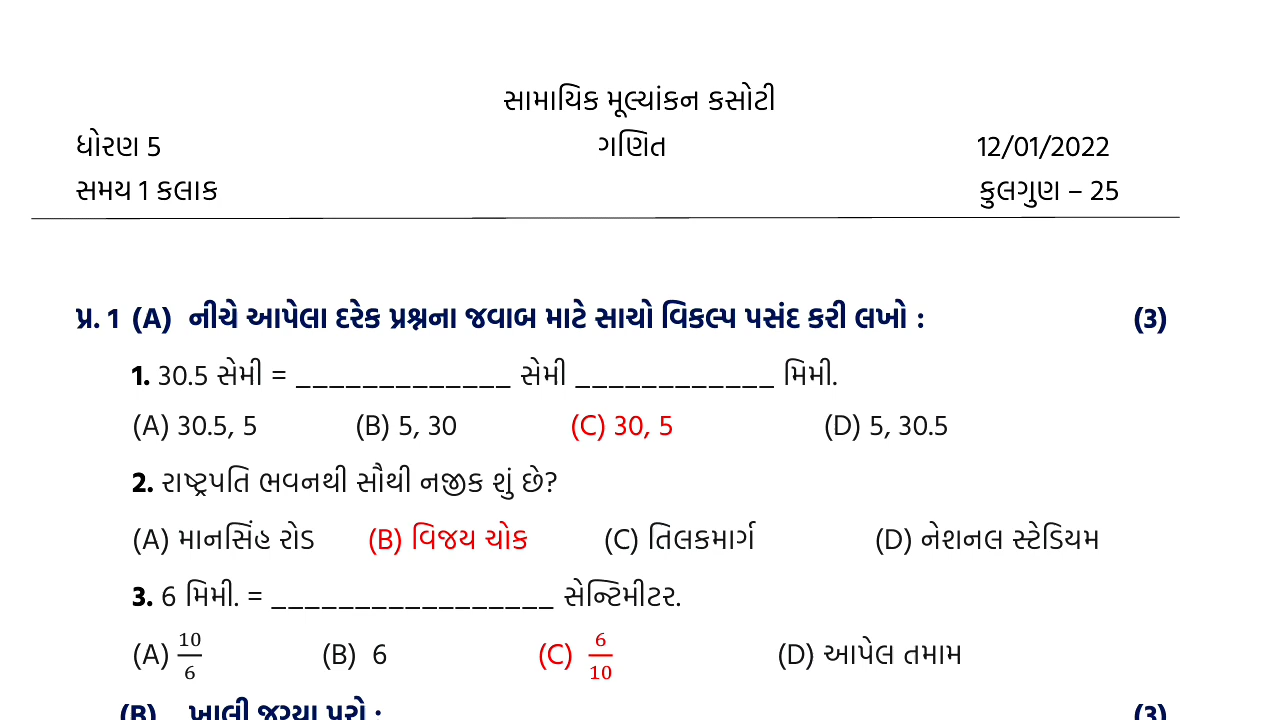 સામાયિક મૂલ્યાંકન કસોટી
ધોરણ 5 ગણિત 12/01/2022
સમય 1 કલાક કુલગુણ – 25
પ્ર. 1 (A) નીચે આપેલા દરેક પ્રશ્નના જવાબ માટે સાચો વિકલ્પ પસંદ કરી લખો : (3)
1. 30.5 સેમી = _____________ સેમી ____________ મિમી.
(A) 30.5, 5 (B) 5, 30 (C) 30, 5 (D) 5, 30.5
2. રાષ્ટ્રપતિ ભવનથી સૌથી નજીક શું છે?
(A) માનસિંહ રોડ (B) વિજય ચોક (C) તિલકમાર્ગ (D) નેશનલ સ્ટેડિયમ
3. 6 મિમી. = _________________ સેન્ટિમીટર.
(A) 10/6 (B) 6 (C) 6/10 (D) આપેલ તમામ
(B) ખાલી જગ્યા પૂરો : (3)